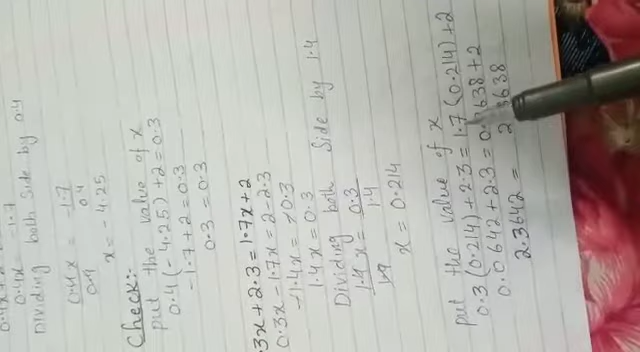 0.4x = -1.7
Dividing both side by 0.4
0.4x/0.4 = -1.7/0.4
x = -4.25
Check:-
put the value of x
0.4(-4.25)+2=0.3
-1.7+2=0.3
0.3=0.3
.3x+2.3=1.7x+2
0.3x-1.7x=2-2.3
-1.4x=-0.3
1.4x=0.3
Dividing both Side by 1.4
1.4x/1.4=0.3/1.4
x=0.214
put the value of x
0.3(0.214)+2.3=1.7(0.214)+2
0.0642+2.3=0.3638+2
2.3642=